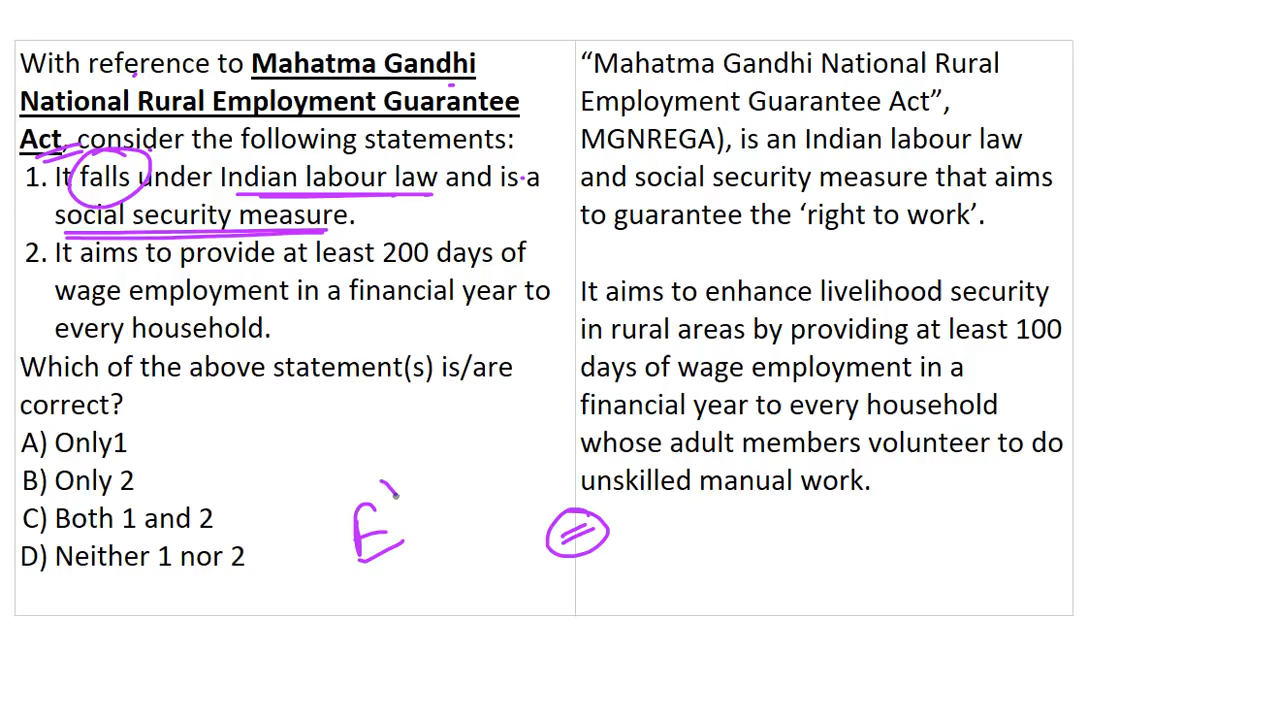 With reference to Mahatma Gandhi
National Rural Employment Guarantee
Act, consider the following statements:
1. It falls under Indian labour law and is a
social security measure.
2. It aims to provide at least 200 days of
wage employment in a financial year to
every household.
Which of the above statement(s) is/are
correct?
A) Only1
B) Only 2
C) Both 1 and 2
D) Neither 1 nor 2
E
“Mahatma Gandhi National Rural
Employment Guarantee Act”,
MGNREGA), is an Indian labour law
and social security measure that aims
to guarantee the ‘right to work’.
It aims to enhance livelihood security
in rural areas by providing at least 100
days of wage employment in a
financial year to every household
whose adult members volunteer to do
unskilled manual work.